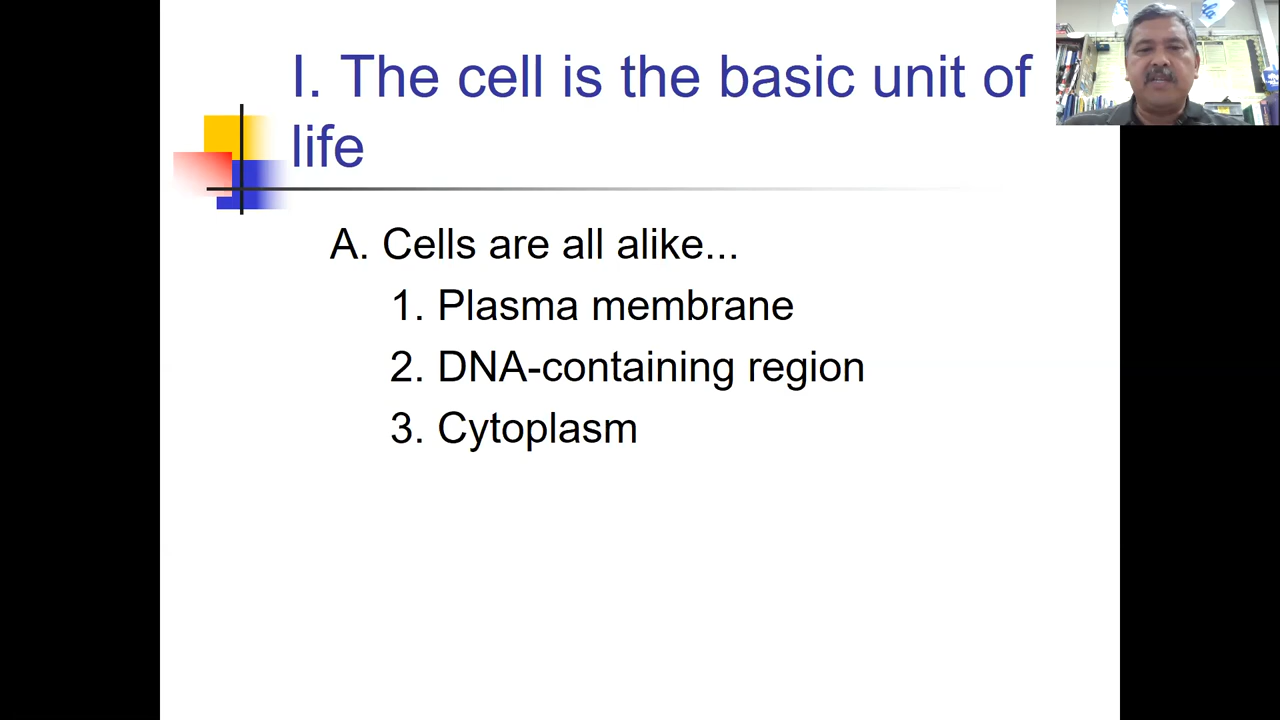 I. The cell is the basic unit of
life
A. Cells are all alike...
1. Plasma membrane
2. DNA-containing region
3. Cytoplasm